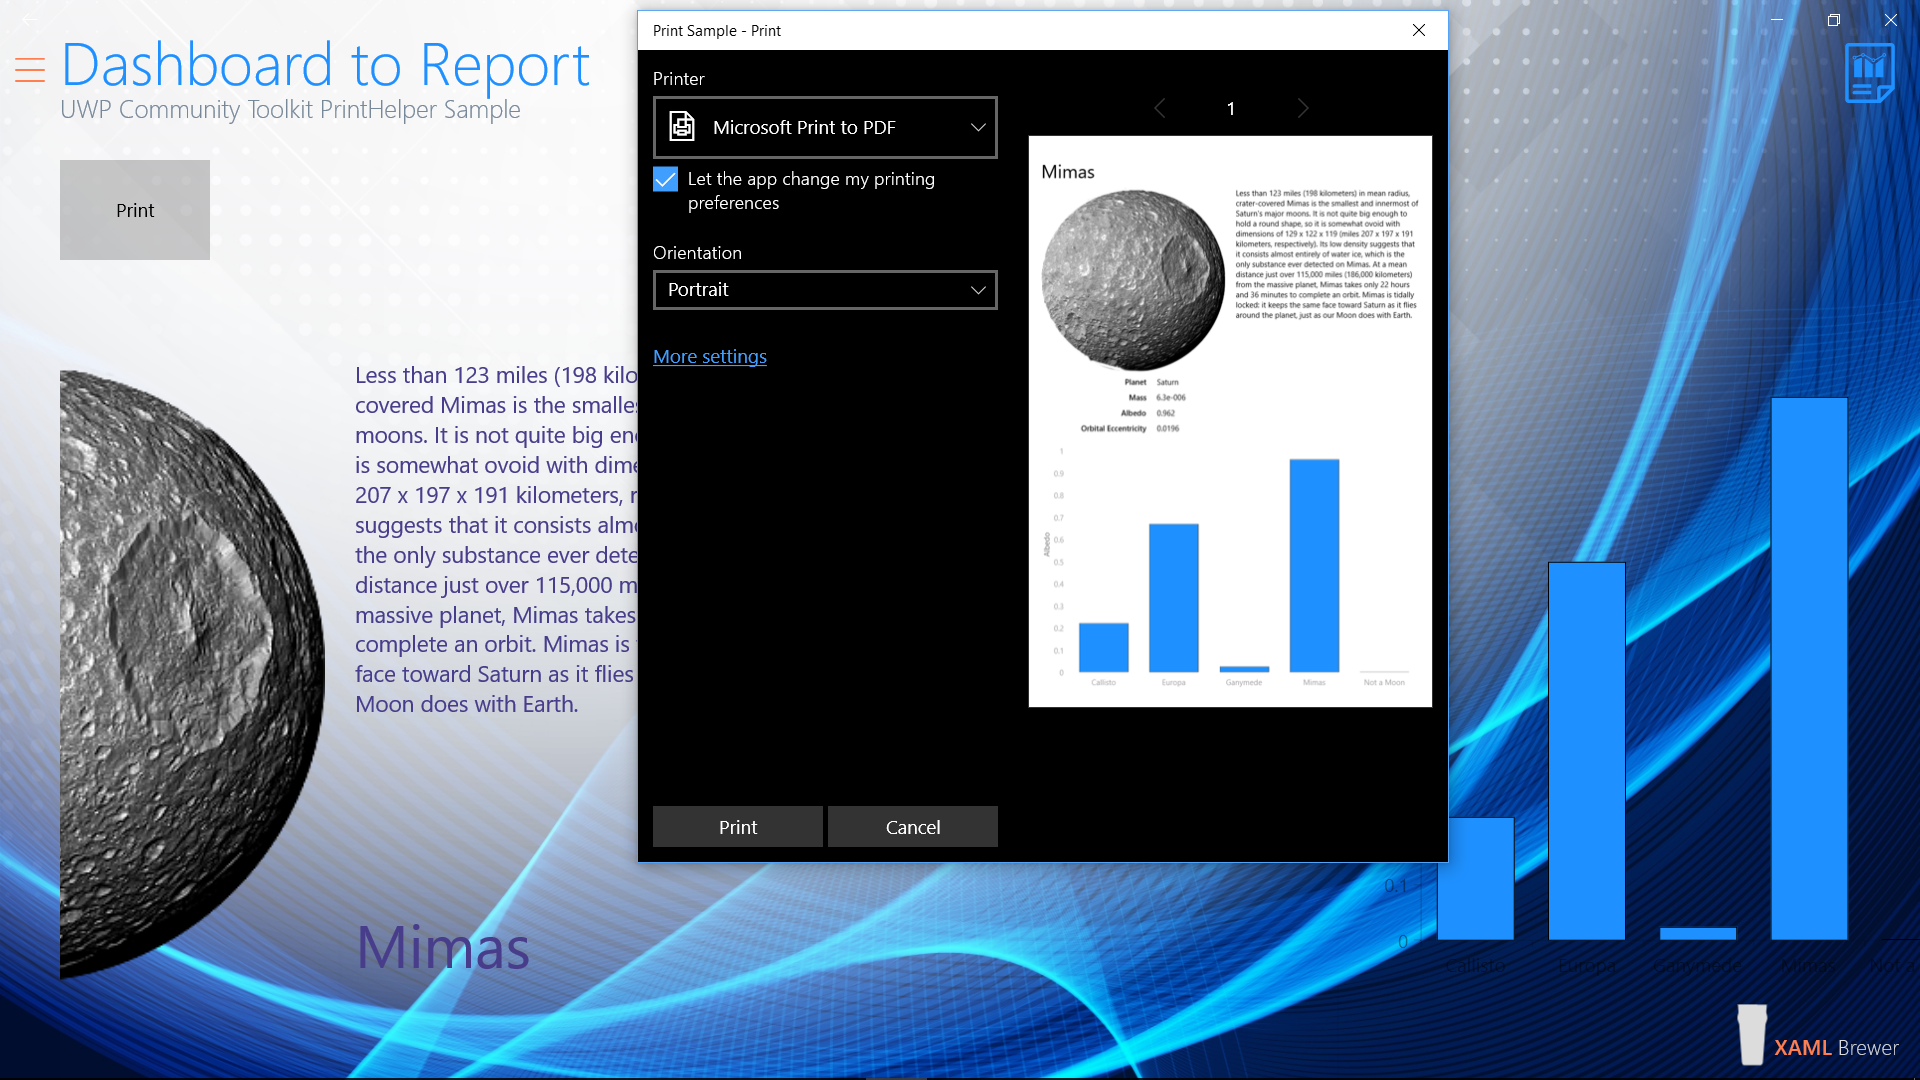 Dashboard to Report
UWP Community Toolkit PrintHelper Sample
Print
Less than 123 miles (198 kilo
covered Mimas is the smalles
moons. It is not quite big en
is somewhat ovoid with dime
207 x 197 x 191 kilometers, r
suggests that it consists alm
the only substance ever dete
distance just over 115,000 m
massive planet, Mimas takes
complete an orbit. Mimas is
face toward Saturn as it flies
Moon does with Earth.
Mimas
Print Sample - Print
Printer
Microsoft Print to PDF
Let the app change my printing
preferences
Orientation
Portrait
More settings
Print
Cancel
1
Mimas
Less than 123 miles (198 kilometers) in mean radius,
crater-covered Mimas is the smallest and innermost of
Saturn's major moons. It is not quite big enough to
hold a round shape, so it is somewhat ovoid with
dimensions of 129 x 122 x 119 (miles 207 x 197 x 191
kilometers, respectively). Its low density suggests that
it consists almost entirely of water ice, which is the
only substance ever detected on Mimas. At a mean
distance just over 115,000 miles (186,000 kilometers)
from the massive planet, Mimas takes only 22 hours
and 36 minutes to complete an orbit. Mimas is tidally
locked: it keeps the same face toward Saturn as it flies
around the planet, just as our Moon does with Earth.
Planet Saturn
Mass 6.3e-006
Albedo 0.962
Orbital Eccentricity 0.0196
1
0.9
0.8
0.7
0.6
0.5
0.4
0.3
0.2
0.1
0
Albedo
Callisto Europa Ganymede Mimas Not a Moon
0.1
0
Callisto Europa Ganymede Mimas Not
XAML Brewer